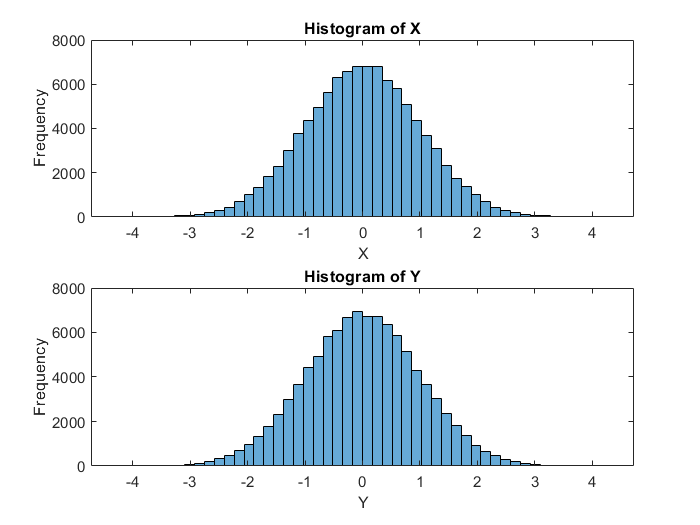 Histogram of X
8000
6000
4000
2000
0
Frequency
-4 -3 -2 -1 0 1 2 3 4
X
Histogram of Y
8000
6000
4000
2000
0
Frequency
-4 -3 -2 -1 0 1 2 3 4
Y